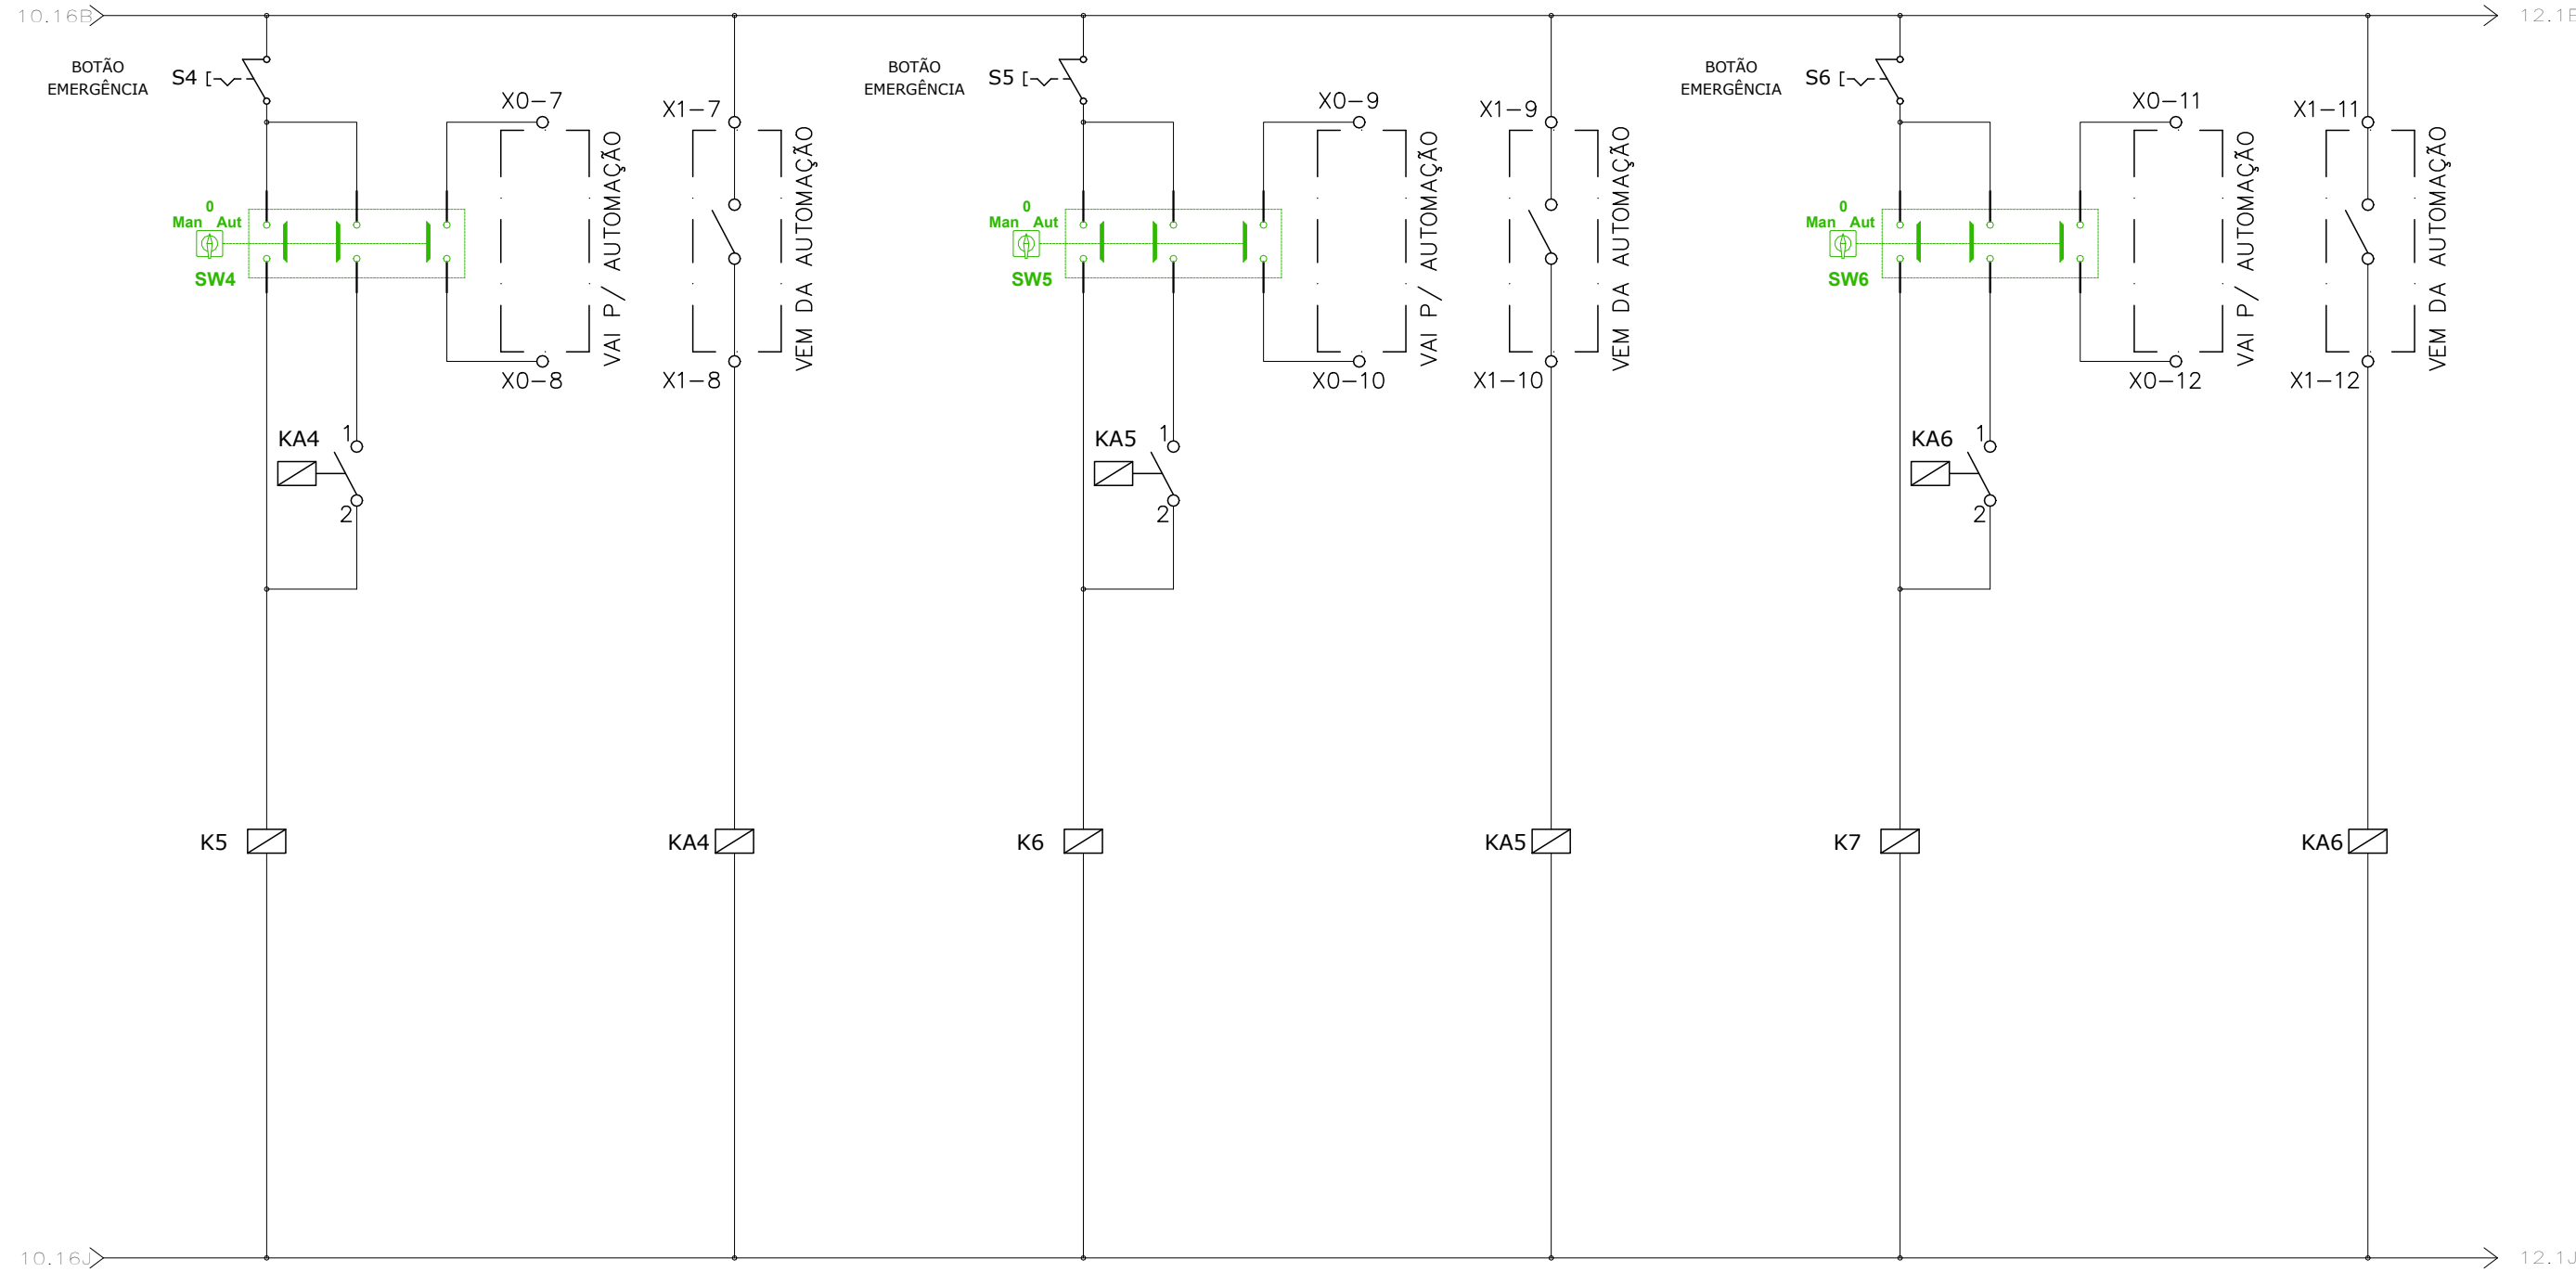 10.16B
12.1B
BOTÃO
EMERGÊNCIA
S4
X0-7
X1-7
0
Man Aut
SW4
VAI P/ AUTOMAÇÃO
VEM DA AUTOMAÇÃO
X0-8
X1-8
KA4
1
2
K5
KA4
BOTÃO
EMERGÊNCIA
S5
X0-9
X1-9
0
Man Aut
SW5
VAI P/ AUTOMAÇÃO
VEM DA AUTOMAÇÃO
X0-10
X1-10
KA5
1
2
K6
KA5
BOTÃO
EMERGÊNCIA
S6
X0-11
X1-11
0
Man Aut
SW6
VAI P/ AUTOMAÇÃO
VEM DA AUTOMAÇÃO
X0-12
X1-12
KA6
1
2
K7
KA6
10.16J
12.1J